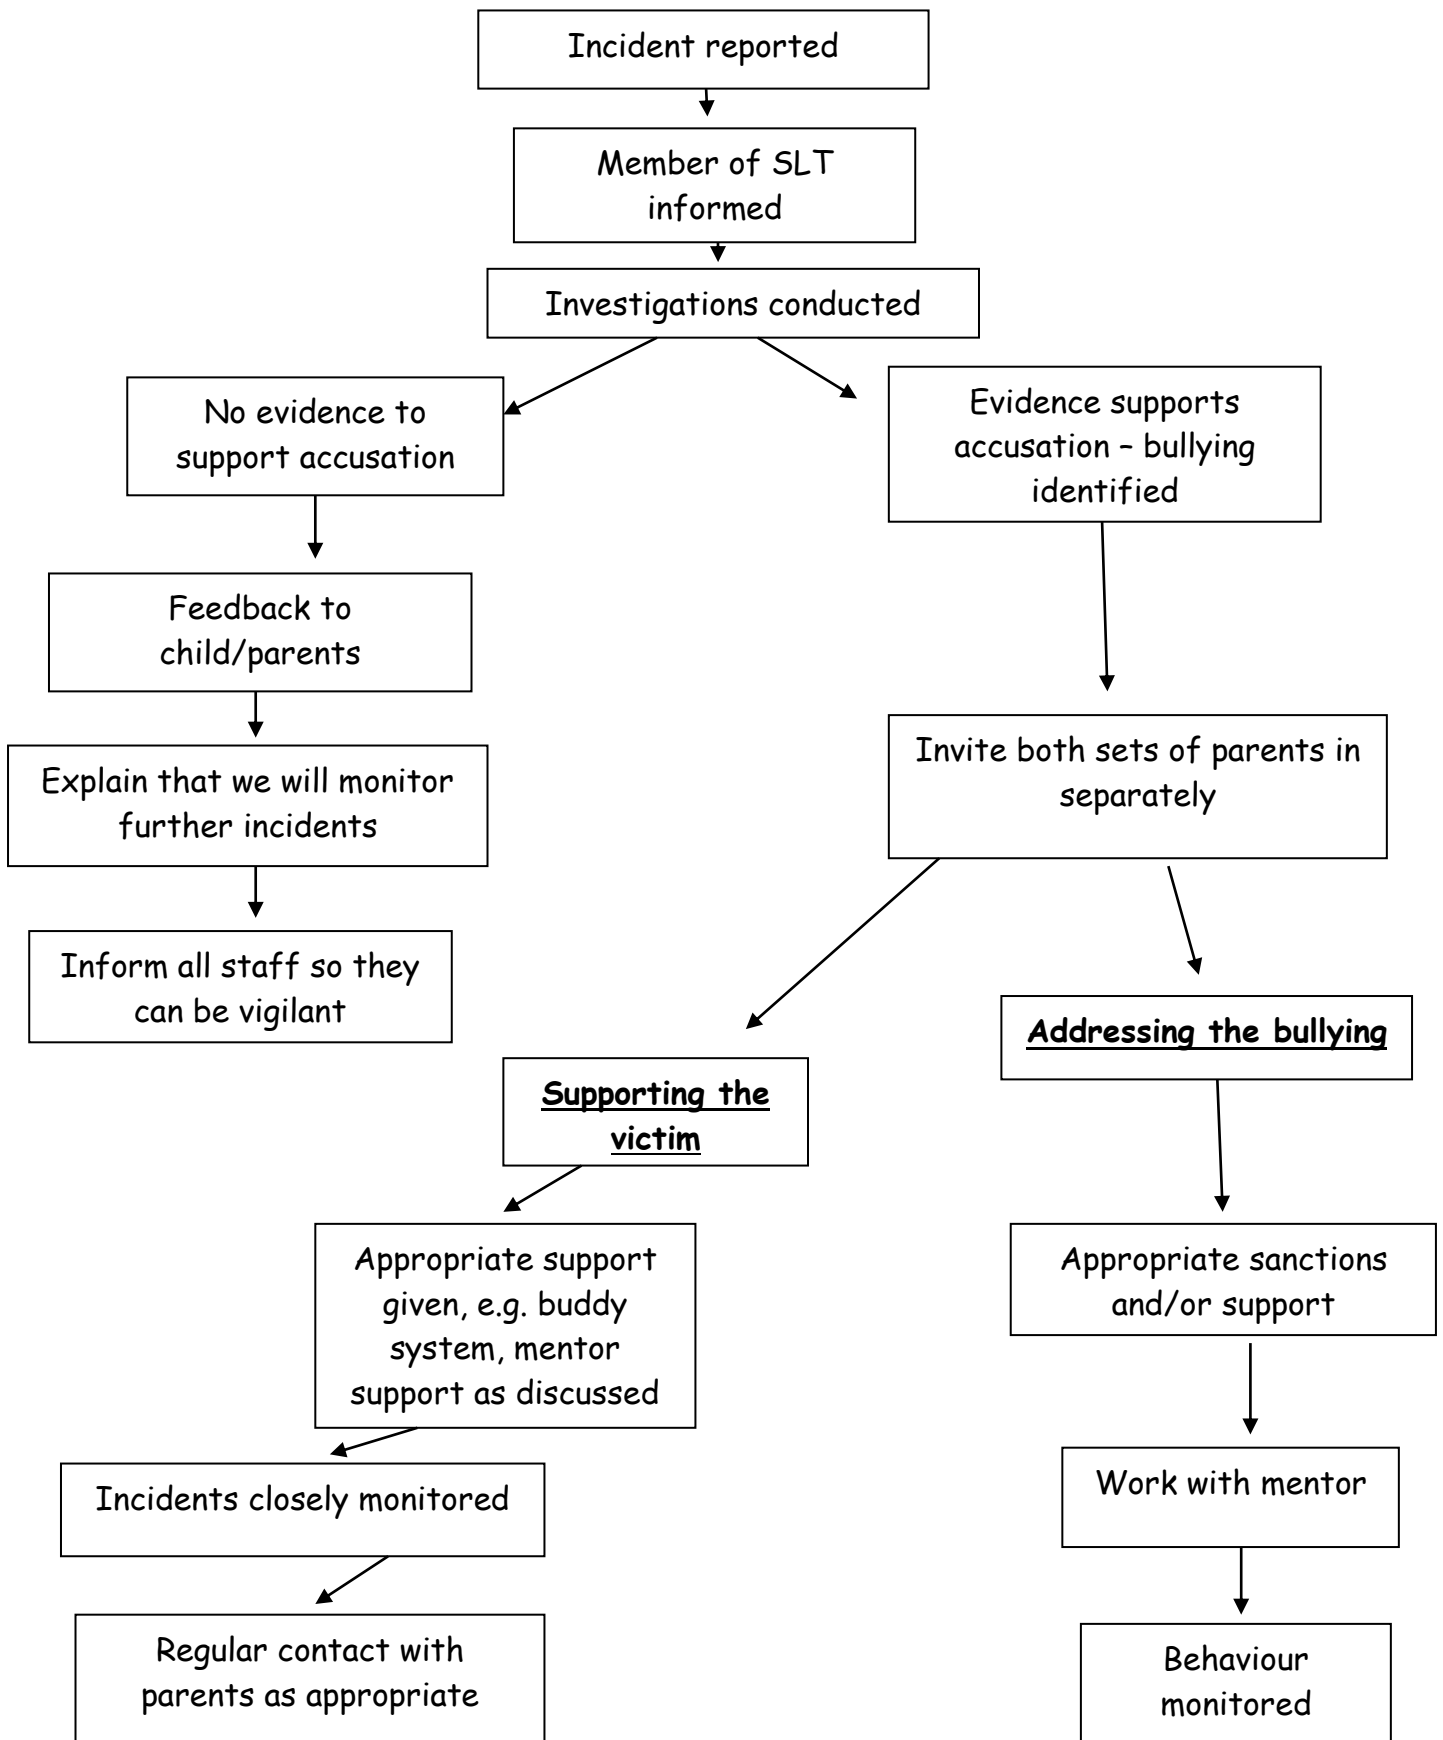 Incident reported
Member of SLT
informed
Investigations conducted
No evidence to
support accusation
Evidence supports
accusation – bullying
identified
Feedback to
child/parents
Explain that we will monitor
further incidents
Inform all staff so they
can be vigilant
Invite both sets of parents in
separately
Supporting the
victim
Addressing the bullying
Appropriate support
given, e.g. buddy
system, mentor
support as discussed
Incidents closely monitored
Regular contact with
parents as appropriate
Appropriate sanctions
and/or support
Work with mentor
Behaviour
monitored